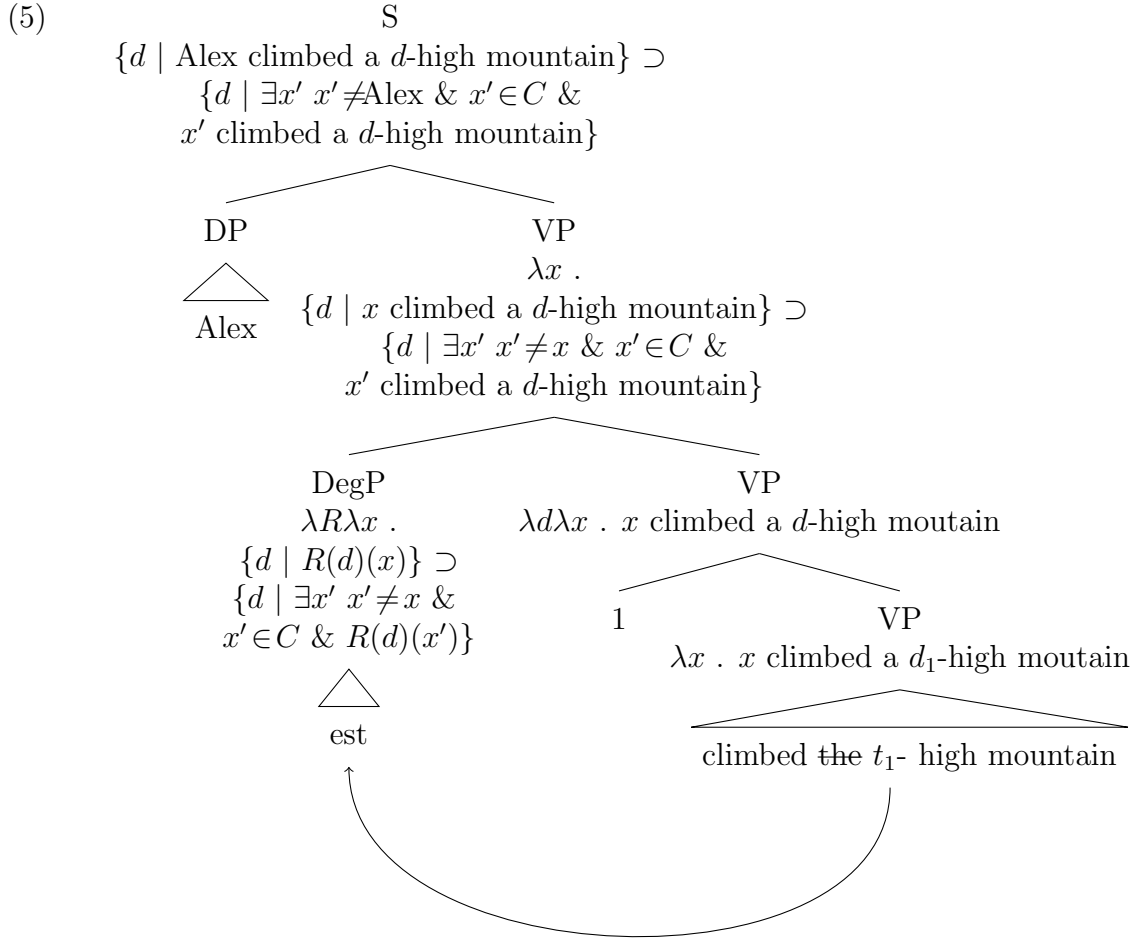 (5)
S
{d | Alex climbed a d-high mountain} ⊃
{d | ∃x′ x′≠Alex & x′∈C &
x′ climbed a d-high mountain}
DP
Alex
VP
λx .
{d | x climbed a d-high mountain} ⊃
{d | ∃x′ x′≠x & x′∈C &
x′ climbed a d-high mountain}
DegP
λRλx .
{d | R(d)(x)} ⊃
{d | ∃x′ x′≠x &
x′∈C & R(d)(x′)}
est
VP
λdλx . x climbed a d-high moutain
1
VP
λx . x climbed a d₁-high moutain
climbed the t₁- high mountain